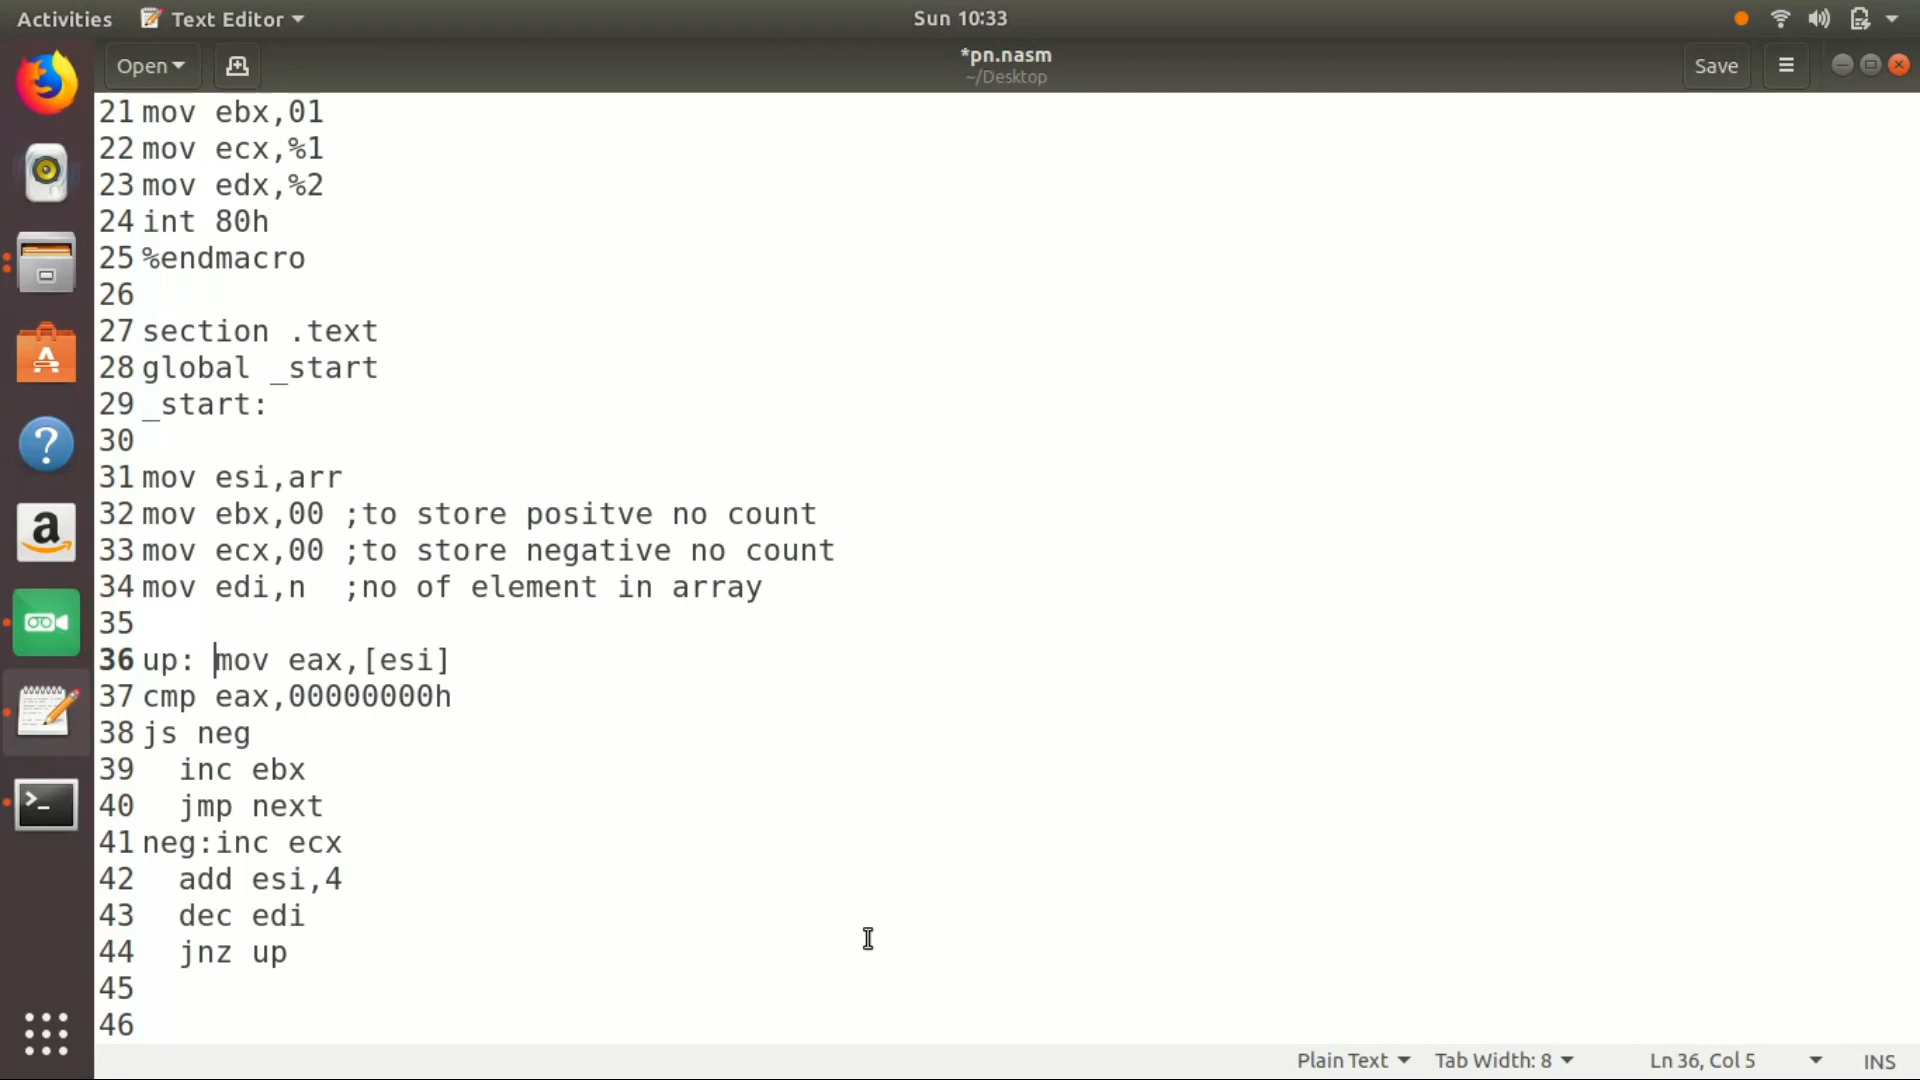 Activities Text Editor Sun 10:33
Open *pn.nasm Save
~/Desktop
21 mov ebx,01
22 mov ecx,%1
23 mov edx,%2
24 int 80h
25 %endmacro
26
27 section .text
28 global _start
29 _start:
30
31 mov esi,arr
32 mov ebx,00 ;to store positve no count
33 mov ecx,00 ;to store negative no count
34 mov edi,n  ;no of element in array
35
36 up: mov eax,[esi]
37 cmp eax,00000000h
38 js neg
39   inc ebx
40   jmp next
41 neg:inc ecx
42   add esi,4
43   dec edi
44   jnz up
45
46
Plain Text Tab Width: 8 Ln 36, Col 5 INS